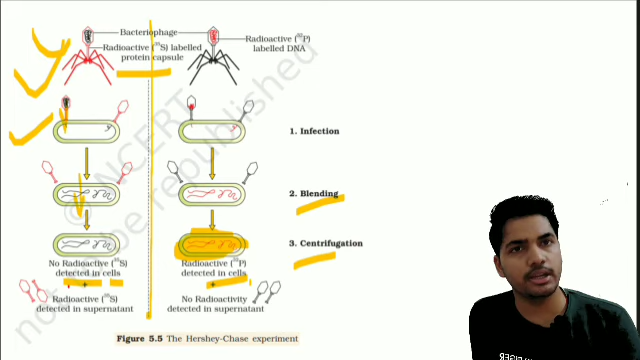 Bacteriophage
Radioactive (³⁵S) labelled
protein capsule
Radioactive (³²P)
labelled DNA
1. Infection
2. Blending
3. Centrifugation
No Radioactive (³⁵S)
detected in cells
+
Radioactive (³⁵S)
detected in supernatant
Radioactive (³²P)
detected in cells
+
No Radioactivity
detected in supernatant
Figure 5.5 The Hershey-Chase experiment
© NCERT
not to be republished